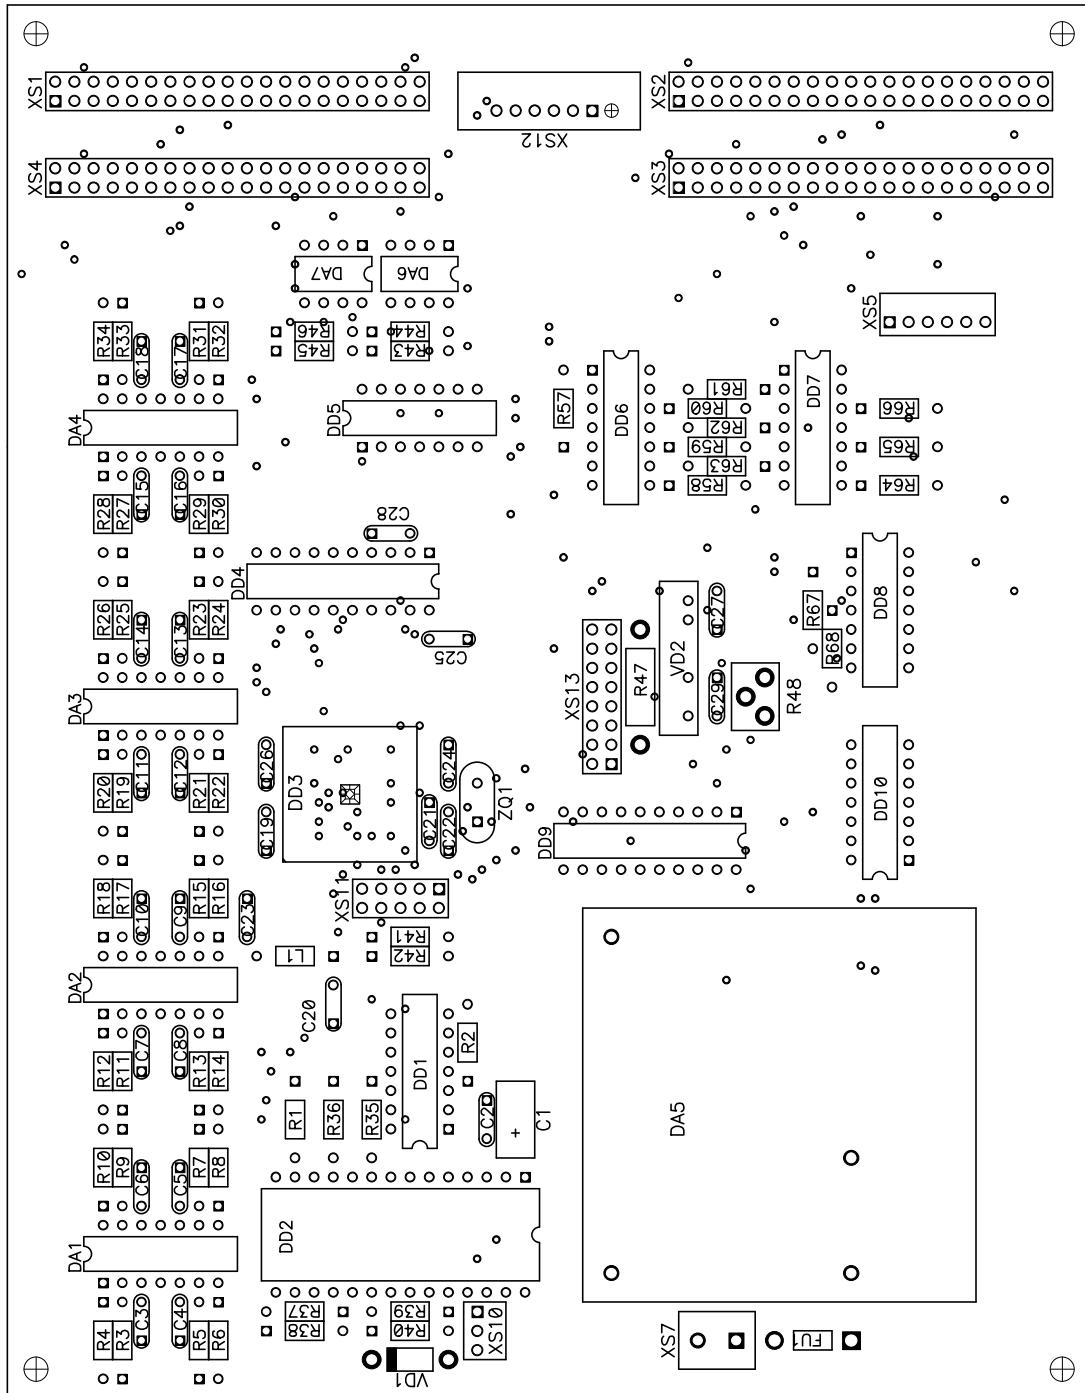 XS1
XS2
XS12
XS4
XS3
DA7 DA6
XS5
R34 R33 C18 C17 R31 R32
R46 R44
R45 R43
DA4
DD5
R57
DD6
R61
R60
R62
R59
R63
R58
DD7
R66
R65
R64
R28 R27 C15 C16 R29 R30
C28
DD4
R26 R25 C14 C13 R23 R24
C25
XS13
R47
VD2
C27
C29
R48
R67
R68
DD8
DA3
R20 R19 C11 C12 R21 R22
C26
DD3
C24
ZQ1
C19
C21
C22
DD9
DD10
XS11
R18 R17 C10 C9 R15 R16 C23
R41
L1 R42
DA2
C20
DD1
R2
R12 R11 C7 C8 R13 R14
R1 R36 R35
C2
C1
+
DA5
R10 R9 C6 C5 R7 R8
DD2
DA1
R4 R3 C3 C4 R5 R6
R37 R39
R38 R40
XS10
VD1
XS7
FU1